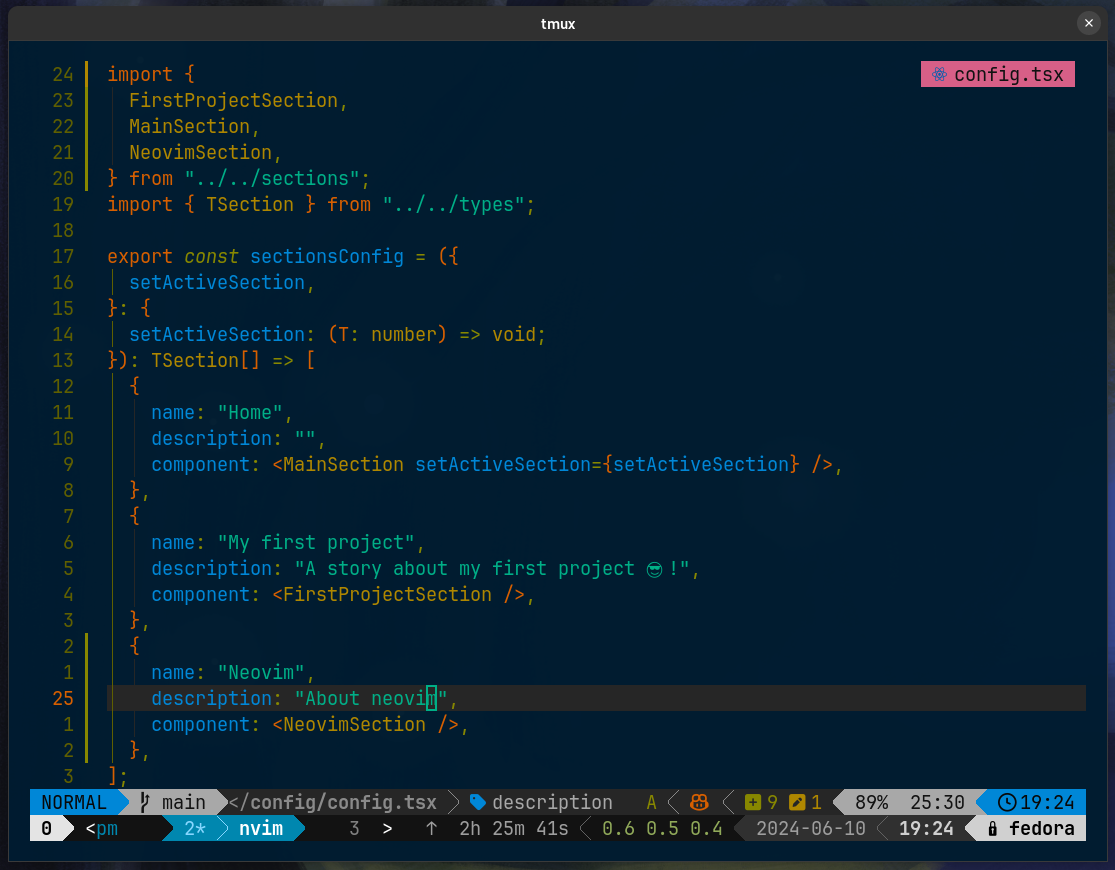 tmux
config.tsx
24 import {
23   FirstProjectSection,
22   MainSection,
21   NeovimSection,
20 } from "../../sections";
19 import { TSection } from "../../types";
18
17 export const sectionsConfig = ({
16   setActiveSection,
15 }: {
14   setActiveSection: (T: number) => void;
13 }): TSection[] => [
12   {
11     name: "Home",
10     description: "",
9     component: <MainSection setActiveSection={setActiveSection} />,
8   },
7   {
6     name: "My first project",
5     description: "A story about my first project 😎!",
4     component: <FirstProjectSection />,
3   },
2   {
1     name: "Neovim",
25     description: "About neovim",
1     component: <NeovimSection />,
2   },
3 ];
NORMAL main </config/config.tsx description A 9 1 89% 25:30 19:24
0 <pm 2* nvim 3 > ↑ 2h 25m 41s 0.6 0.5 0.4 2024-06-10 19:24 fedora